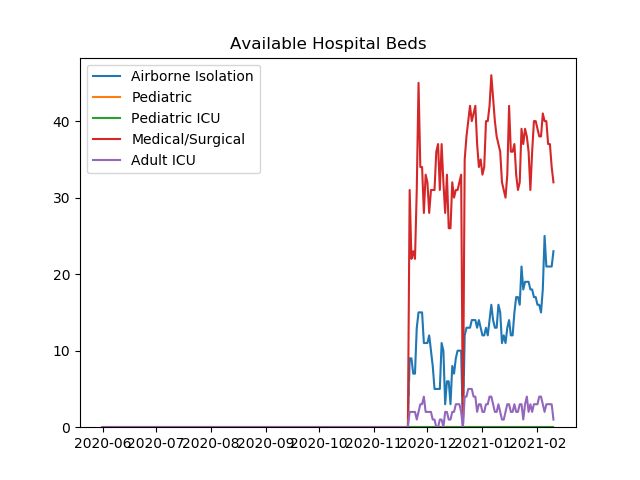 Available Hospital Beds
Airborne Isolation
Pediatric
Pediatric ICU
Medical/Surgical
Adult ICU
40
30
20
10
0
2020-06 2020-07 2020-08 2020-09 2020-10 2020-11 2020-12 2021-01 2021-02